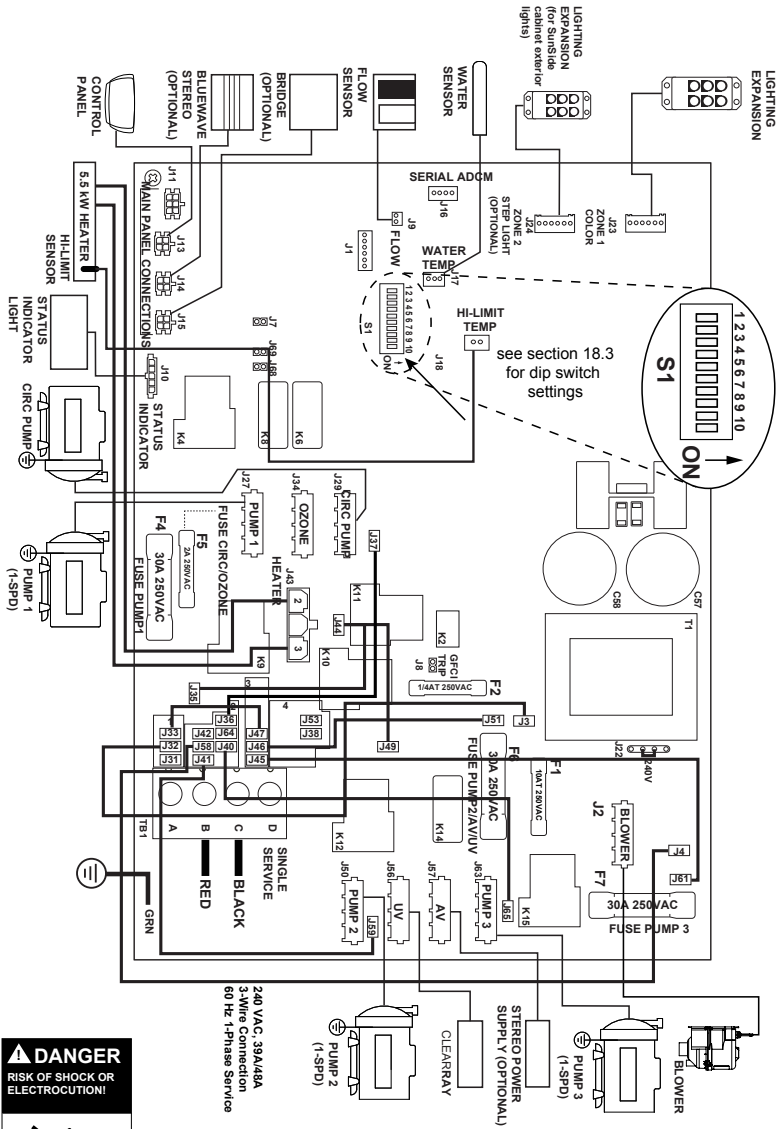 LIGHTING
EXPANSION
LIGHTING
EXPANSION
(for SunSide
cabinet exterior
lights)
WATER
SENSOR
FLOW
SENSOR
BRIDGE
(OPTIONAL)
BLUEWAVE
STEREO
(OPTIONAL)
CONTROL
PANEL
J23
ZONE 1
COLOR
J24
ZONE 2
STEP LIGHT
(OPTIONAL)
SERIAL ADCM
J16
J9
FLOW
J1
WATER
TEMP
J17
1 2 3 4 5 6 7 8 9 10
S1
ON
J18
HI-LIMIT
TEMP
see section 18.3
for dip switch
settings
1 2 3 4 5 6 7 8 9 10
S1
ON
J11
MAIN PANEL CONNECTIONS
J13
J14
J15
5.5 kW HEATER
HI-LIMIT
SENSOR
STATUS
INDICATOR
LIGHT
J10
STATUS
INDICATOR
J7
J69
J68
K4
K8
K6
CIRC PUMP
PUMP 1
(1-SPD)
J27
PUMP 1
J34
OZONE
J29
CIRC PUMP
J37
F5
2A 250VAC
FUSE CIRC/OZONE
F4
30A 250VAC
FUSE PUMP1
HEATER
J43
2
3
K9
K11
J44
K10
K2
J8
GFCI
TRIP
F2
1/4AT 250VAC
C58
C57
T1
J35
J36
J33
J42
J64
J47
J32
J58
J40
J46
J31
J41
J45
3
4
J53
J38
J49
J51
J3
J22
240V
F6
30A 250VAC
FUSE PUMP2/AV/UV
F1
10AT 250VAC
J2
BLOWER
J4
J61
F7
30A 250VAC
FUSE PUMP 3
TB1
A
B
C
D
SINGLE
SERVICE
RED
BLACK
GRN
K12
K14
K15
J50
PUMP 2
J59
J56
UV
J57
AV
J63
PUMP 3
J65
240 VAC, 39A/48A
3-Wire Connection
60 Hz 1-Phase Service
PUMP 2
(1-SPD)
CLEARRAY
STEREO POWER
SUPPLY (OPTIONAL)
PUMP 3
(1-SPD)
BLOWER
DANGER
RISK OF SHOCK OR
ELECTROCUTION!